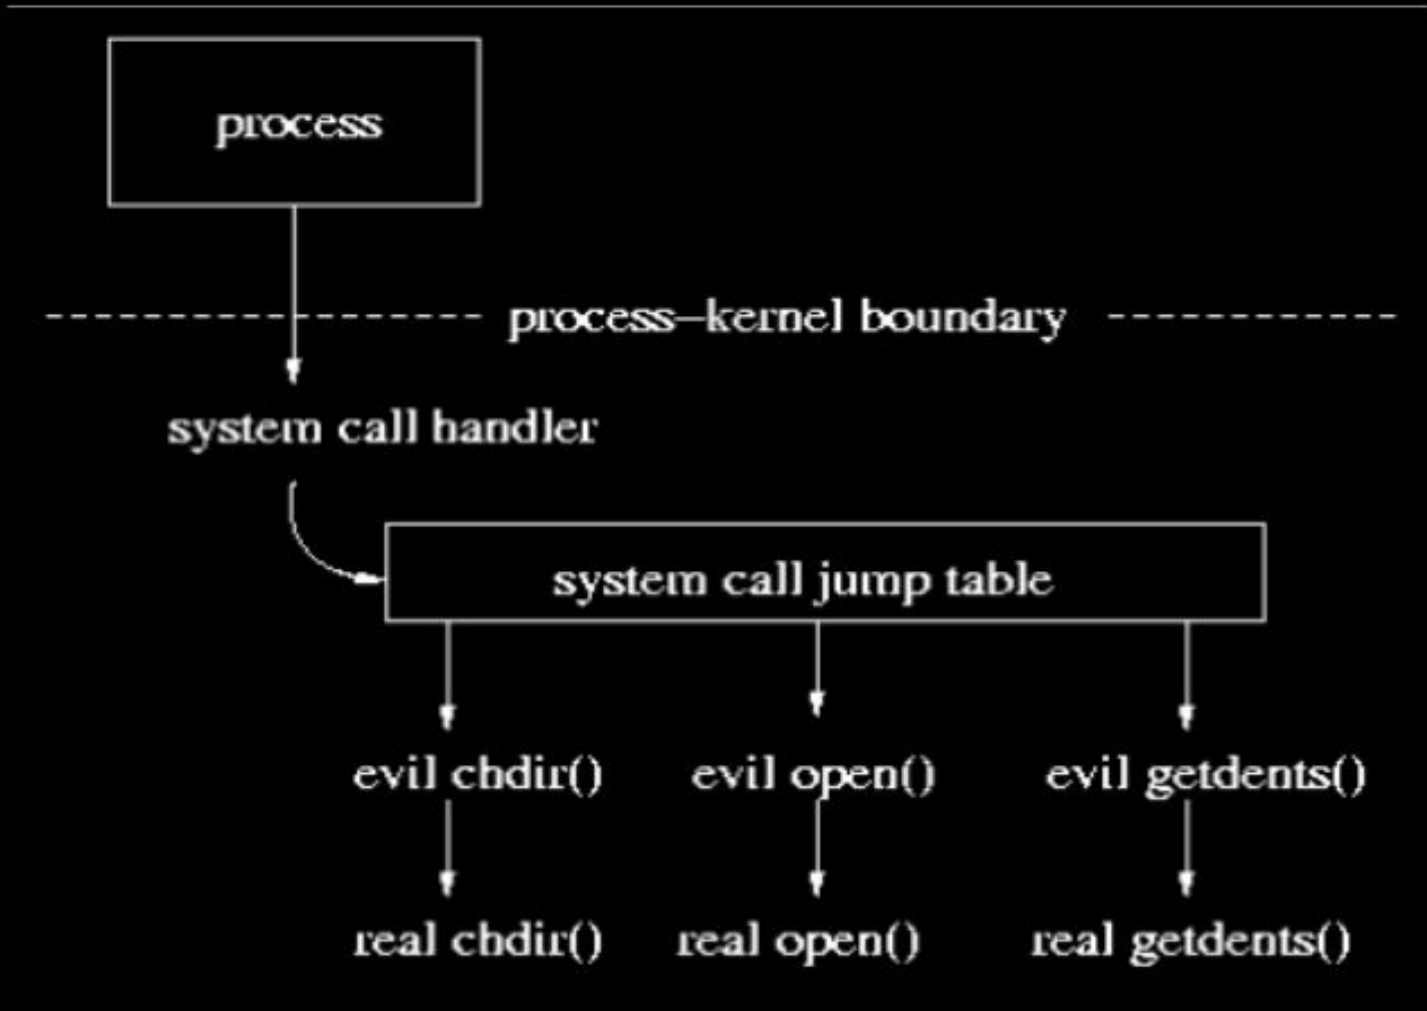 process
process–kernel boundary
system call handler
system call jump table
evil chdir() evil open() evil getdents()
real chdir() real open() real getdents()